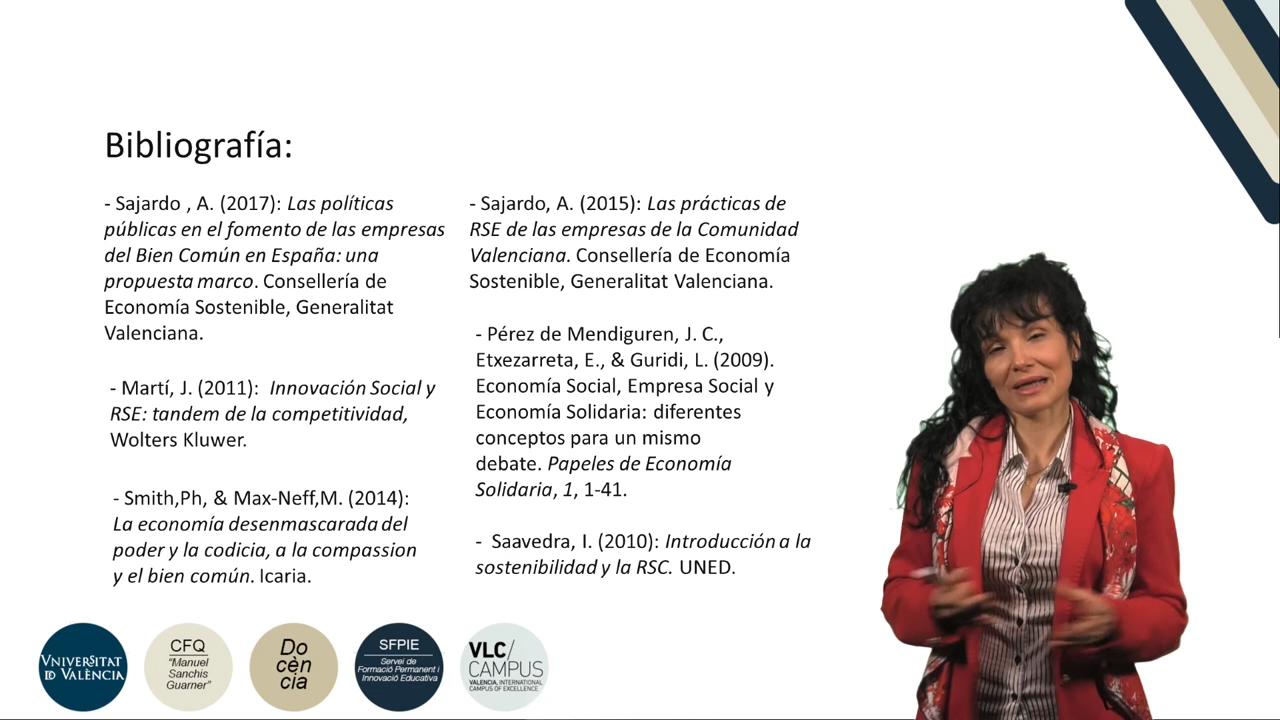 Bibliografía:
- Sajardo , A. (2017): Las políticas
públicas en el fomento de las empresas
del Bien Común en España: una
propuesta marco. Consellería de
Economía Sostenible, Generalitat
Valenciana.
- Martí, J. (2011): Innovación Social y
RSE: tandem de la competitividad,
Wolters Kluwer.
- Smith,Ph, & Max-Neff,M. (2014):
La economía desenmascarada del
poder y la codicia, a la compassion
y el bien común. Icaria.
- Sajardo, A. (2015): Las prácticas de
RSE de las empresas de la Comunidad
Valenciana. Consellería de Economía
Sostenible, Generalitat Valenciana.
- Pérez de Mendiguren, J. C.,
Etxezarreta, E., & Guridi, L. (2009).
Economía Social, Empresa Social y
Economía Solidaria: diferentes
conceptos para un mismo
debate. Papeles de Economía
Solidaria, 1, 1-41.
- Saavedra, I. (2010): Introducción a la
sostenibilidad y la RSC. UNED.
VNIVERSITAT
ID VALÈNCIA
CFQ
"Manuel
Sanchis
Guarner"
Do
cèn
cia
SFPIE
Servei de
Formació Permanent i
Innovació Educativa
VLC/
CAMPUS
VALENCIA, INTERNATIONAL
CAMPUS OF EXCELLENCE